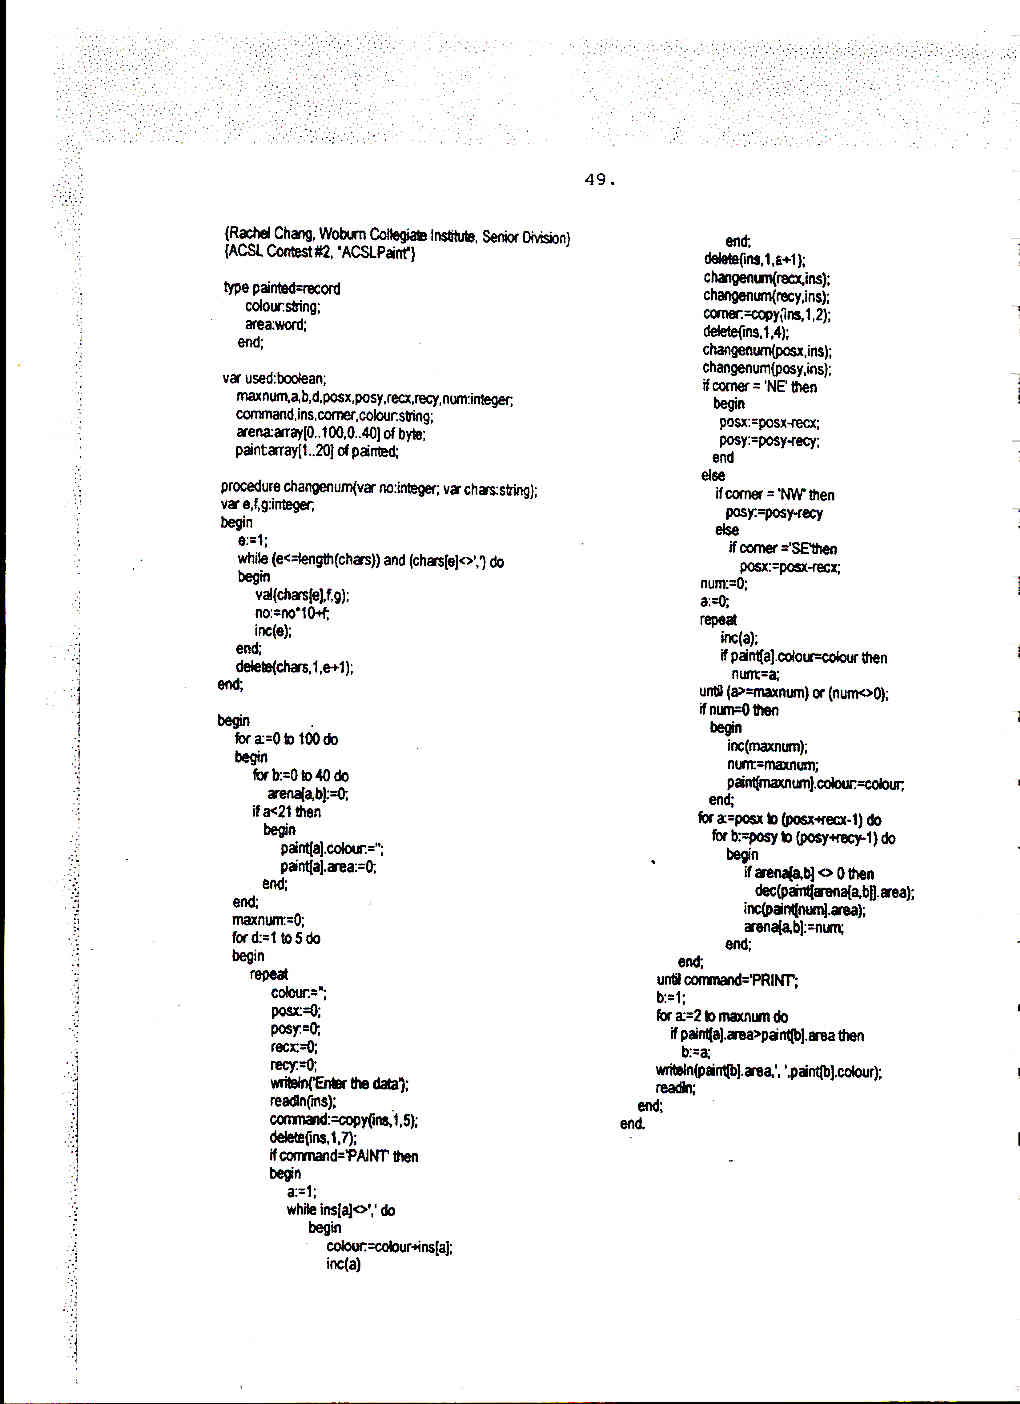 49.
{Rachel Chang, Woburn Collegiate Institute, Senior Division}
{ACSL Contest #2, "ACSLPaint"}
type painted=record
colour:string;
area:word;
end;
var used:boolean;
maxnum,a,b,d,posx,posy,recx,recy,num:integer;
command,ins,corner,colour:string;
arena:array[0..100,0..40] of byte;
paint:array[1..20] of painted;
procedure changenum(var no:integer; var chars:string);
var e,f,g:integer;
begin
e:=1;
while (e<=length(chars)) and (chars[e]<>',') do
begin
val(chars[e],f,g);
no:=no*10+f;
inc(e);
end;
delete(chars,1,e+1);
end;
begin
for a:=0 to 100 do
begin
for b:=0 to 40 do
arena[a,b]:=0;
if a<21 then
begin
paint[a].colour:='';
paint[a].area:=0;
end;
end;
maxnum:=0;
for d:=1 to 5 do
begin
repeat
colour:='';
posx:=0;
posy:=0;
recx:=0;
recy:=0;
writeln('Enter the data');
readln(ins);
command:=copy(ins,1,5);
delete(ins,1,7);
if command='PAINT' then
begin
a:=1;
while ins[a]<>',' do
begin
colour:=colour+ins[a];
inc(a)
end;
delete(ins,1,a+1);
changenum(recx,ins);
changenum(recy,ins);
corner:=copy(ins,1,2);
delete(ins,1,4);
changenum(posx,ins);
changenum(posy,ins);
if corner = 'NE' then
begin
posx:=posx-recx;
posy:=posy-recy;
end
else
if corner = 'NW' then
posy:=posy-recy
else
if corner ='SE'then
posx:=posx-recx;
num:=0;
a:=0;
repeat
inc(a);
if paint[a].colour=colour then
num:=a;
until (a>=maxnum) or (num<>0);
if num=0 then
begin
inc(maxnum);
num:=maxnum;
paint[maxnum].colour:=colour;
end;
for a:=posx to (posx+recx-1) do
for b:=posy to (posy+recy-1) do
begin
if arena[a,b] <> 0 then
dec(paint[arena[a,b]].area);
inc(paint[num].area);
arena[a,b]:=num;
end;
end;
until command='PRINT';
b:=1;
for a:=2 to maxnum do
if paint[a].area>paint[b].area then
b:=a;
writeln(paint[b].area,', ',paint[b].colour);
readln;
end;
end.